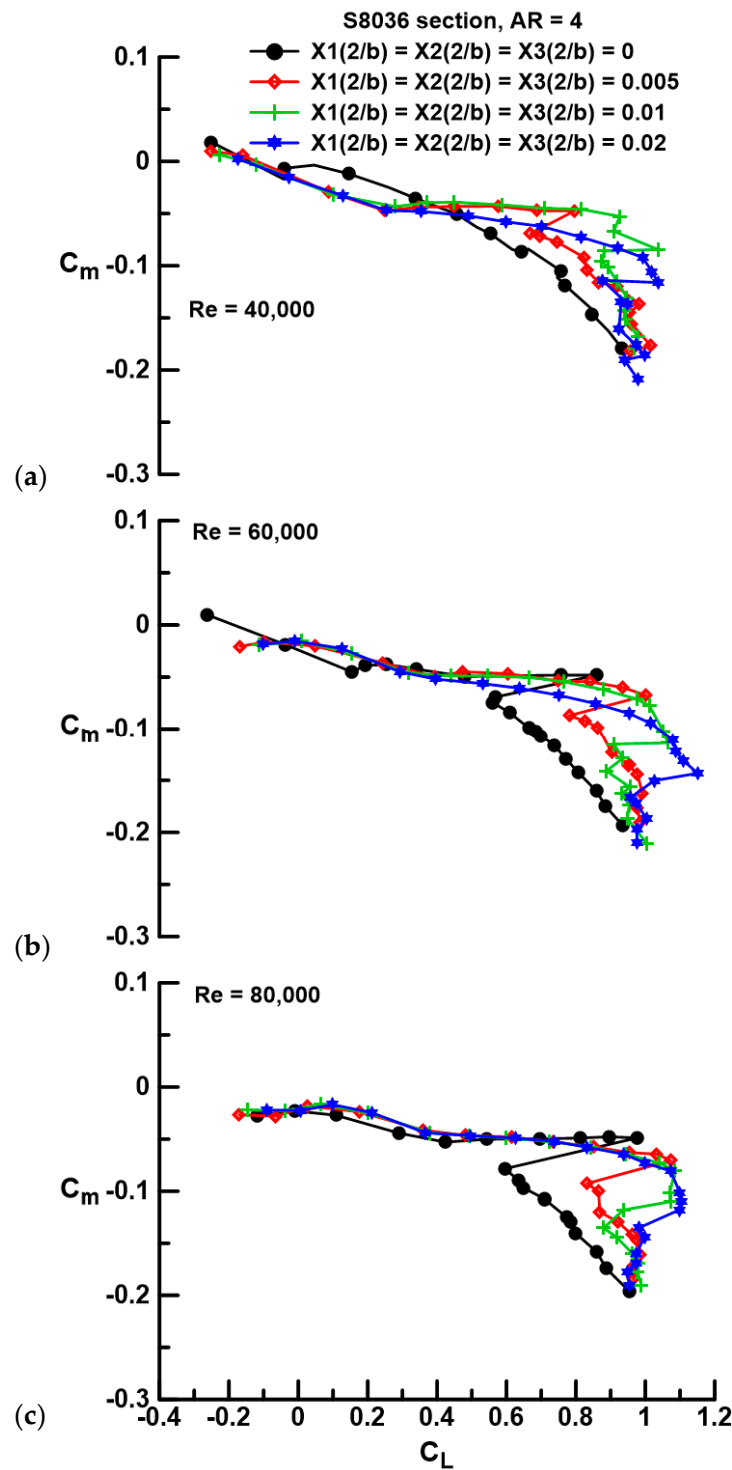 S8036 section, AR = 4
X1(2/b) = X2(2/b) = X3(2/b) = 0
X1(2/b) = X2(2/b) = X3(2/b) = 0.005
X1(2/b) = X2(2/b) = X3(2/b) = 0.01
X1(2/b) = X2(2/b) = X3(2/b) = 0.02
0.1
0
Cm -0.1
Re = 40,000
-0.2
-0.3
(a)
0.1
Re = 60,000
0
Cm -0.1
-0.2
-0.3
(b)
0.1
Re = 80,000
0
Cm -0.1
-0.2
-0.3
(c)
-0.4 -0.2 0 0.2 0.4 0.6 0.8 1 1.2
CL